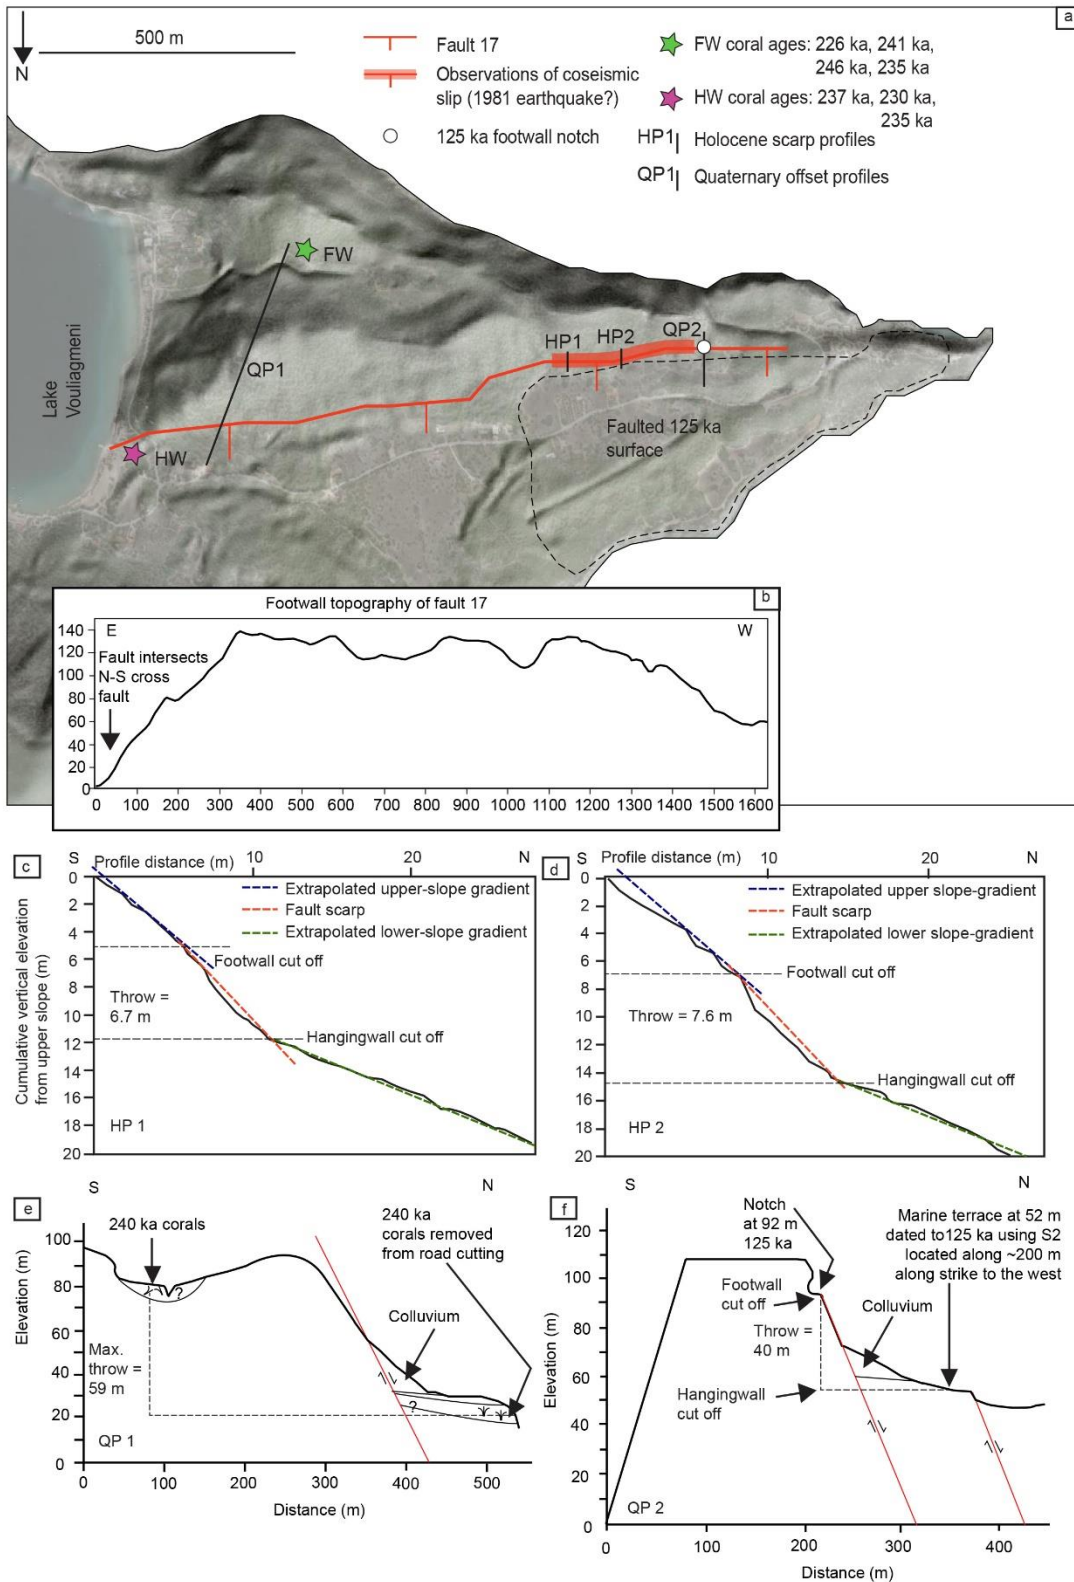 a
500 m
N
Fault 17
Observations of coseismic
slip (1981 earthquake?)
125 ka footwall notch
FW coral ages: 226 ka, 241 ka,
246 ka, 235 ka
HW coral ages: 237 ka, 230 ka,
235 ka
HP1 Holocene scarp profiles
QP1 Quaternary offset profiles
FW
HP1
HP2
QP2
QP1
Lake
Vouliagmeni
HW
Faulted 125 ka
surface
b
Footwall topography of fault 17
E
W
Fault intersects
N-S cross
fault
140
120
100
80
60
40
20
0
0 100 200 300 400 500 600 700 800 900 1000 1100 1200 1300 1400 1500 1600
c
S
Profile distance (m)
10
20
N
Extrapolated upper-slope gradient
Fault scarp
Extrapolated lower-slope gradient
Footwall cut off
Throw =
6.7 m
Hangingwall cut off
HP 1
Cumulative vertical elevation
from upper slope (m)
0
2
4
6
8
10
12
14
16
18
20
d
S
Profile distance (m)
10
20
N
Extrapolated upper slope-gradient
Fault scarp
Extrapolated lower slope-gradient
Footwall cut off
Throw = 7.6 m
Hangingwall cut off
HP 2
0
2
4
6
8
10
12
14
16
18
20
e
S
N
240 ka corals
240 ka
corals removed
from road cutting
Colluvium
Max.
throw =
59 m
?
?
QP 1
Elevation (m)
100
80
60
40
20
0
0 100 200 300 400 500
Distance (m)
f
S
N
Notch
at 92 m
125 ka
Marine terrace at 52 m
dated to125 ka using S2
located along ~200 m
along strike to the west
Footwall
cut off
Colluvium
Throw =
40 m
Hangingwall
cut off
QP 2
Elevation (m)
120
100
80
60
40
20
0
100 200 300 400
Distance (m)